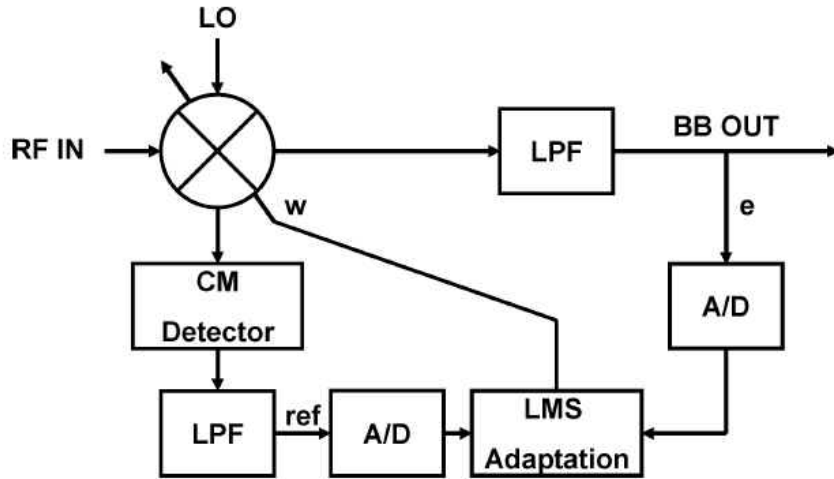 LO
RF IN
LPF
BB OUT
w
e
CM
Detector
A/D
LPF
ref
A/D
LMS
Adaptation